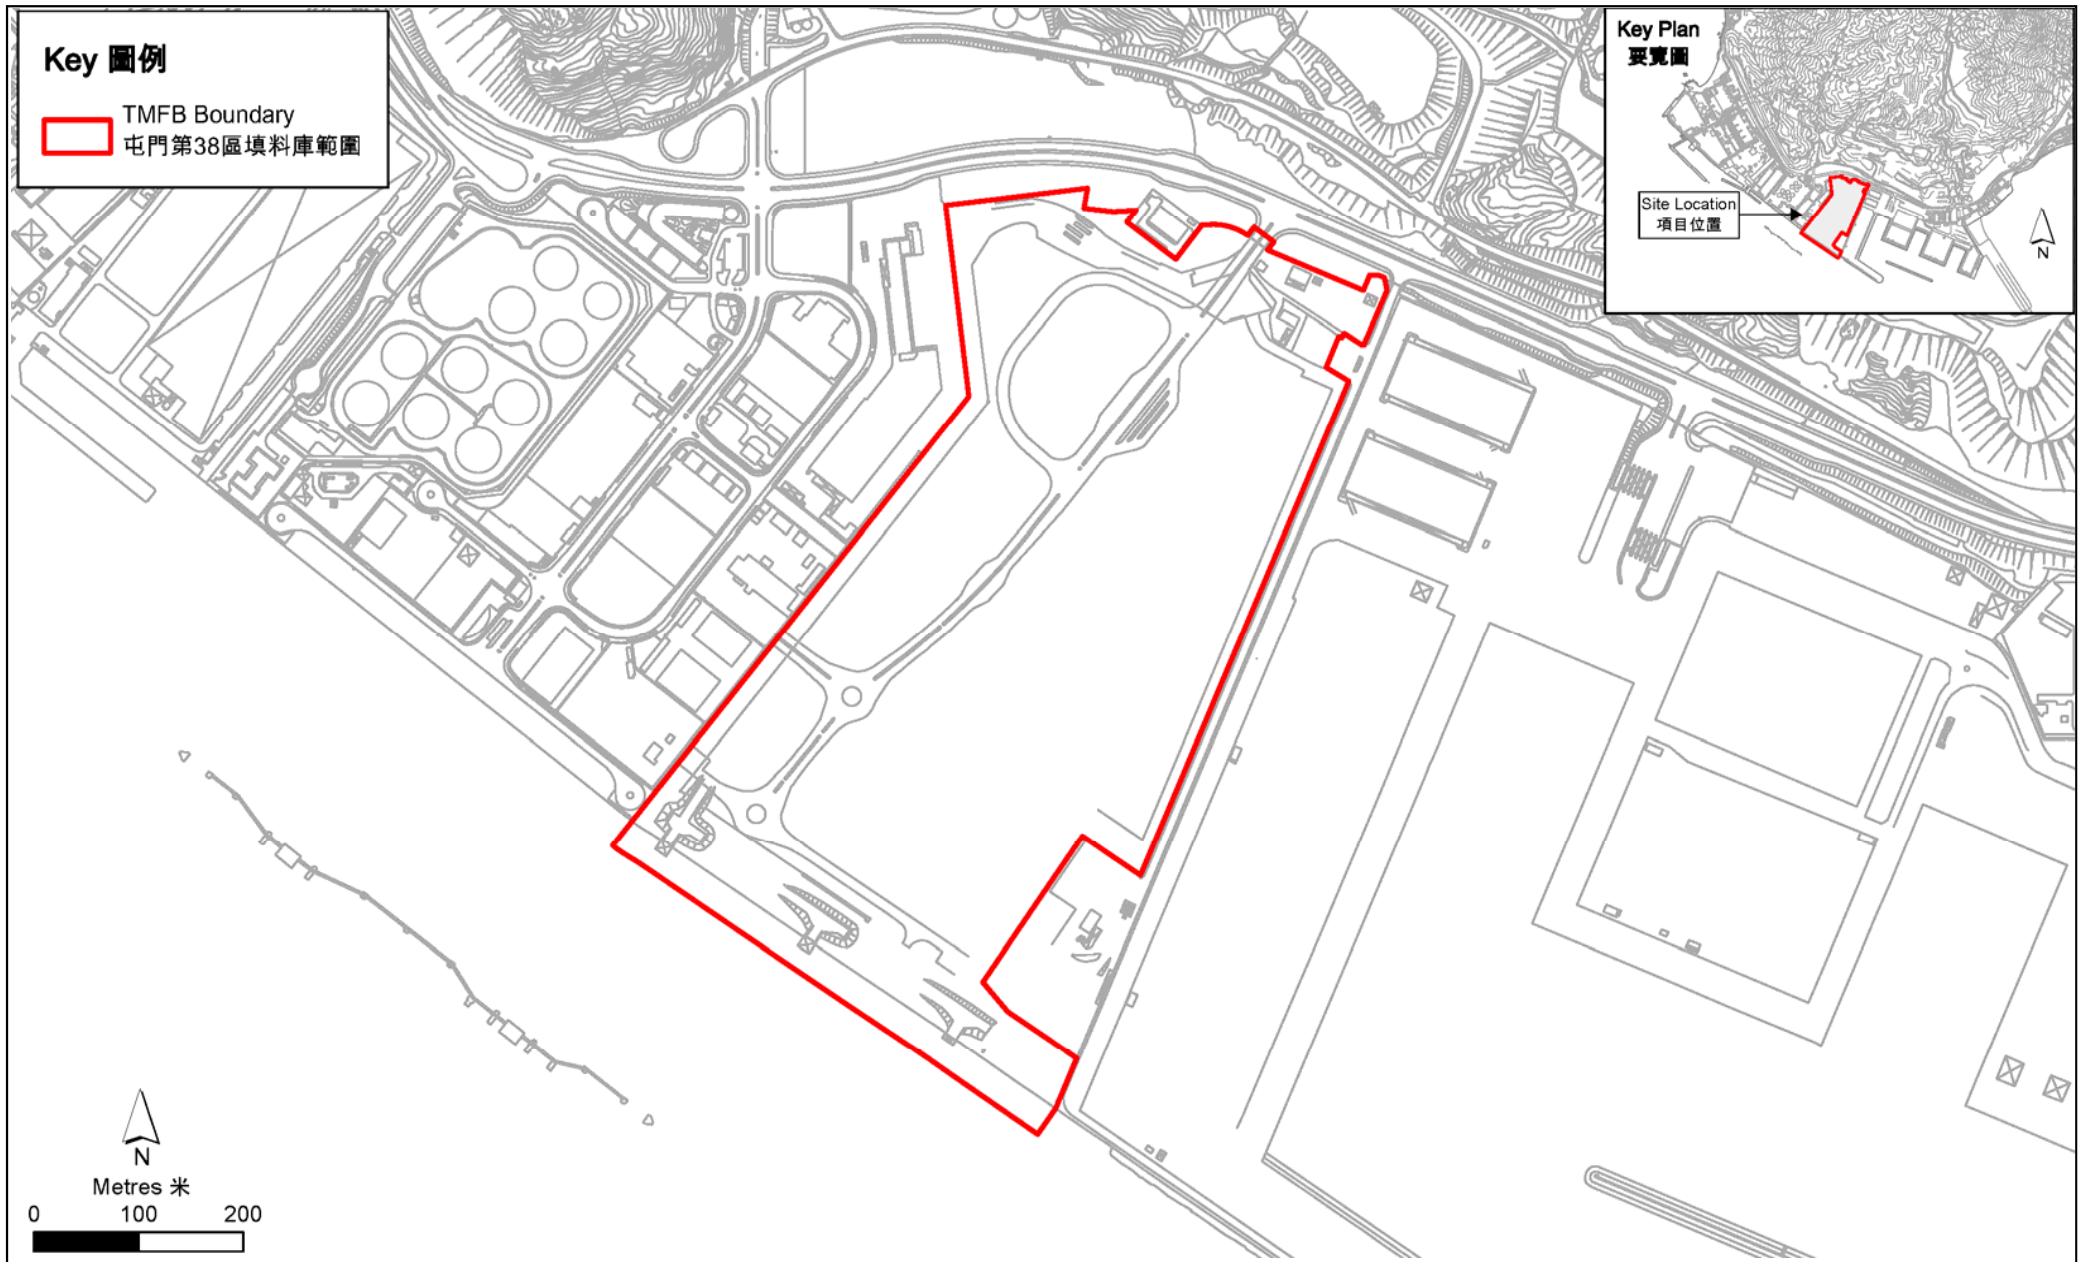 Key 圖例
TMFB Boundary
屯門第38區填料庫範圍
Key Plan
要覽圖
Site Location
項目位置
N
N
Metres 米
0 100 200